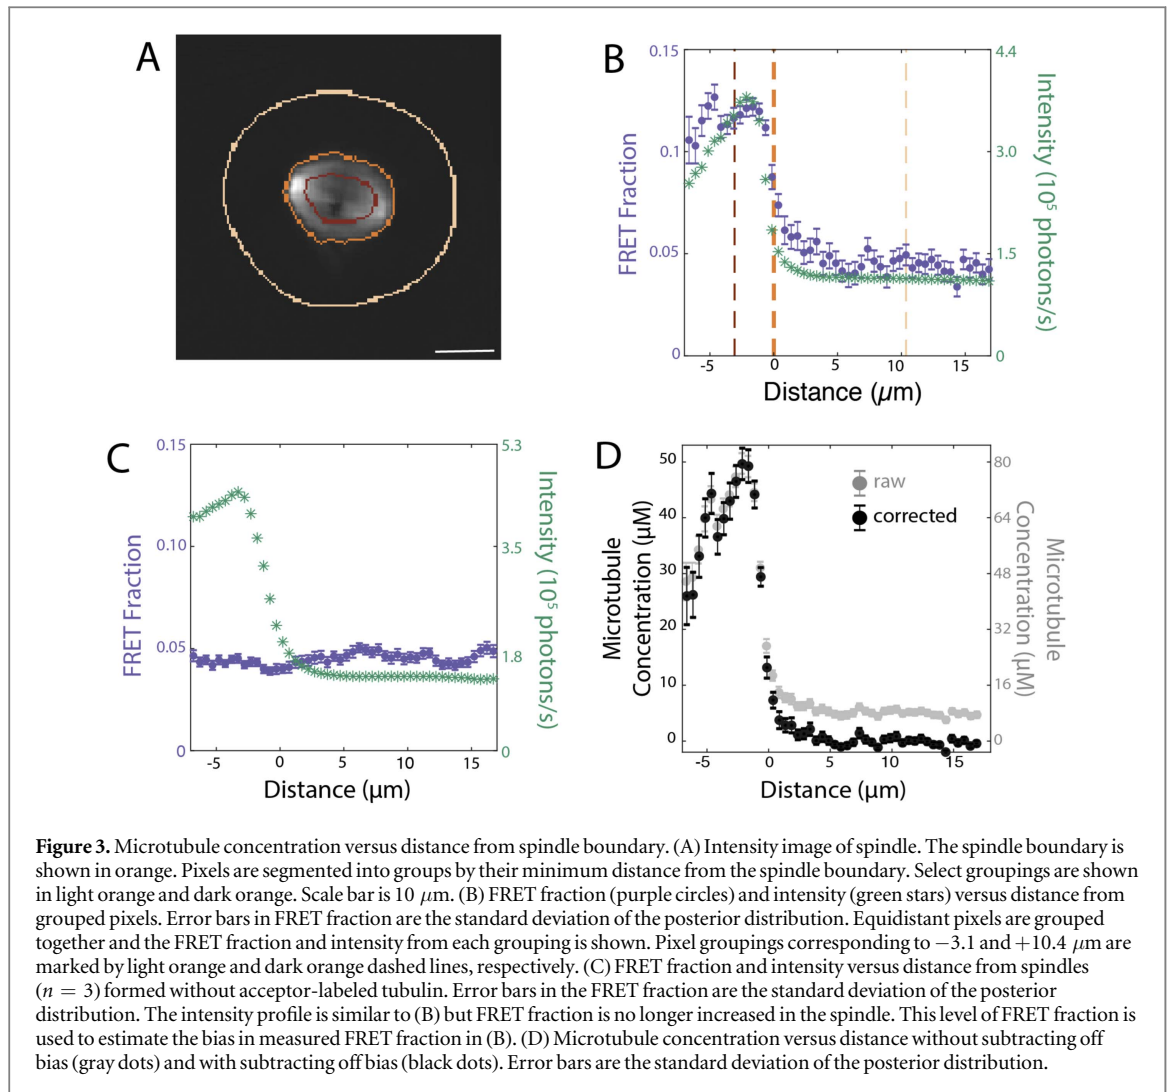 A
B
0.15
0.1
0.05
0
FRET Fraction
4.4
3.0
1.5
0
Intensity (10⁵ photons/s)
-5
0
5
10
15
Distance (μm)
C
0.15
0.10
0.05
0
FRET Fraction
5.3
3.5
1.8
0
Intensity (10⁵ photons/s)
-5
0
5
10
15
Distance (μm)
D
50
40
30
20
10
0
Microtubule
Concentration (μM)
raw
corrected
80
64
48
32
16
0
Microtubule
Concentration (μM)
-5
0
5
10
15
Distance (μm)
Figure 3. Microtubule concentration versus distance from spindle boundary. (A) Intensity image of spindle. The spindle boundary is
shown in orange. Pixels are segmented into groups by their minimum distance from the spindle boundary. Select groupings are shown
in light orange and dark orange. Scale bar is 10 μm. (B) FRET fraction (purple circles) and intensity (green stars) versus distance from
grouped pixels. Error bars in FRET fraction are the standard deviation of the posterior distribution. Equidistant pixels are grouped
together and the FRET fraction and intensity from each grouping is shown. Pixel groupings corresponding to −3.1 and +10.4 μm are
marked by light orange and dark orange dashed lines, respectively. (C) FRET fraction and intensity versus distance from spindles
(n = 3) formed without acceptor-labeled tubulin. Error bars in the FRET fraction are the standard deviation of the posterior
distribution. The intensity profile is similar to (B) but FRET fraction is no longer increased in the spindle. This level of FRET fraction is
used to estimate the bias in measured FRET fraction in (B). (D) Microtubule concentration versus distance without subtracting off
bias (gray dots) and with subtracting off bias (black dots). Error bars are the standard deviation of the posterior distribution.